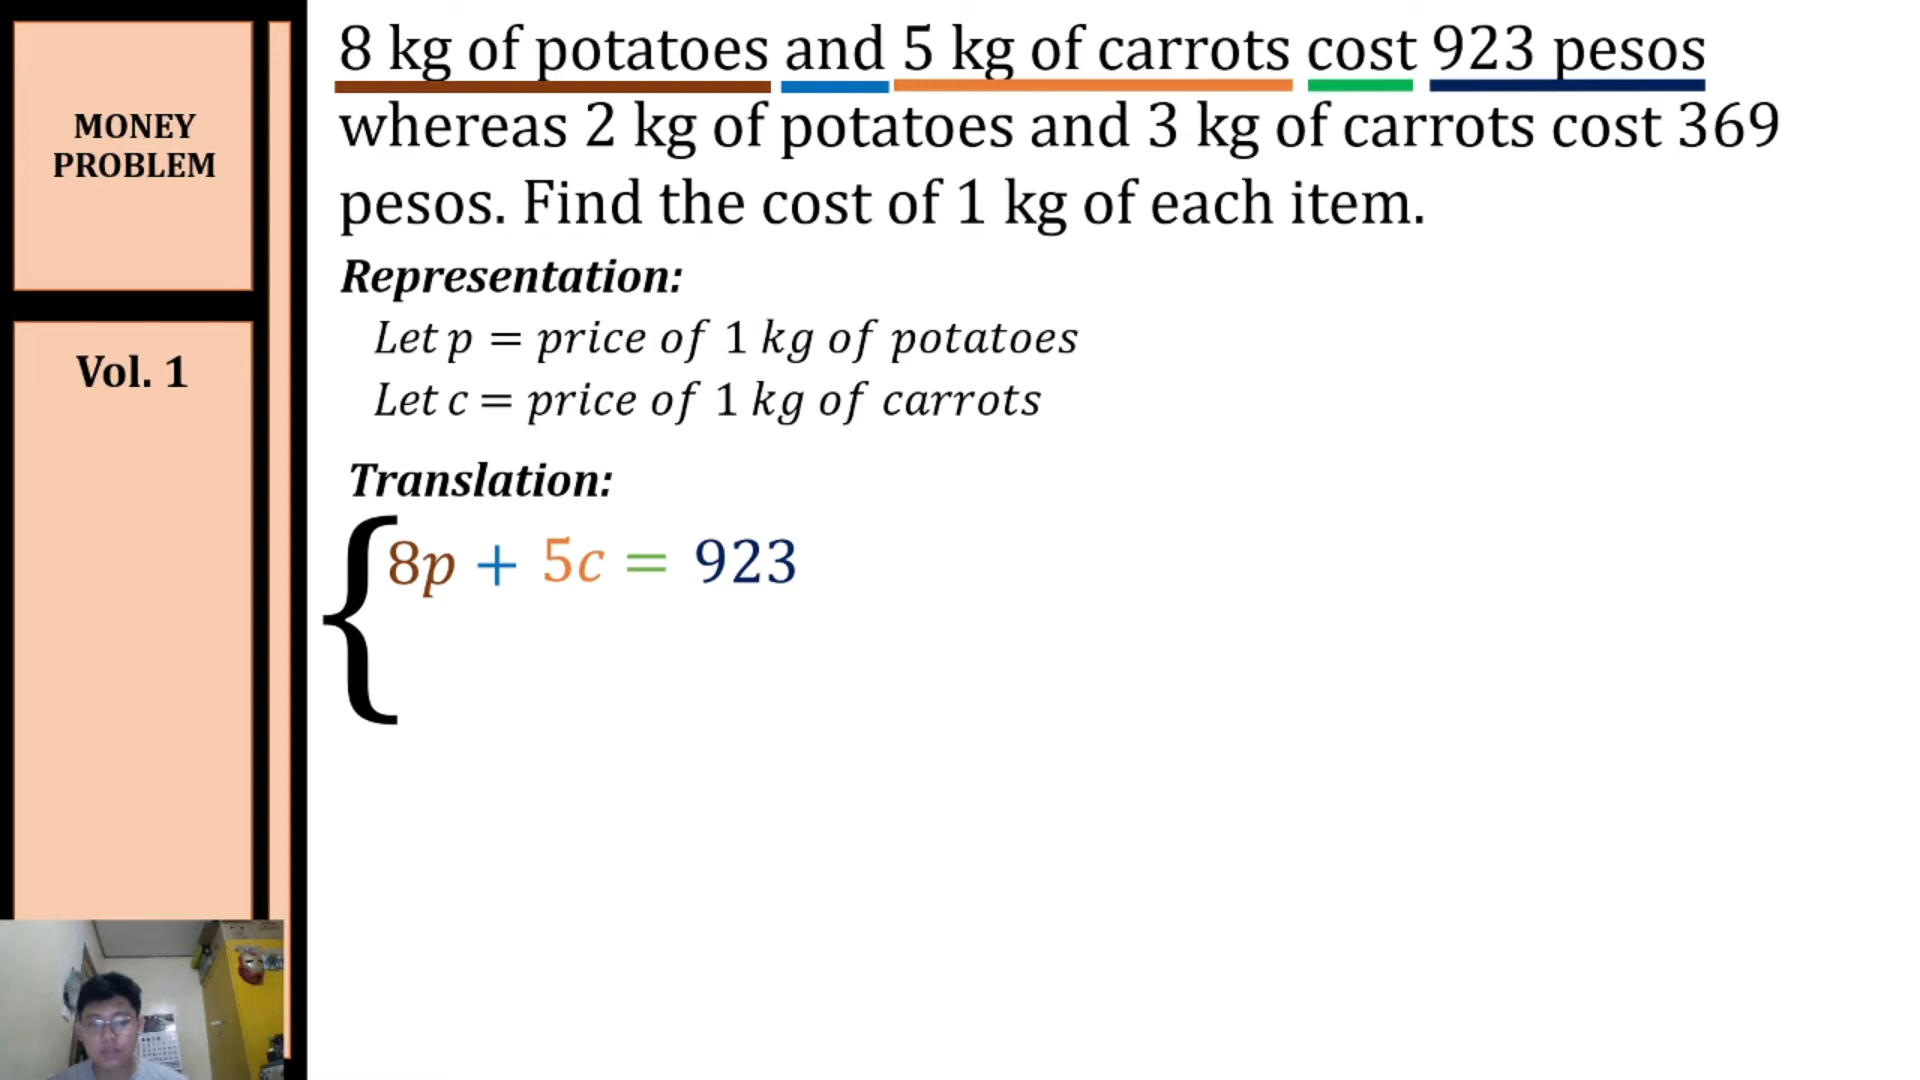 MONEY
PROBLEM
Vol. 1
8 kg of potatoes and 5 kg of carrots cost 923 pesos
whereas 2 kg of potatoes and 3 kg of carrots cost 369
pesos. Find the cost of 1 kg of each item.
Representation:
Let p = price of 1 kg of potatoes
Let c = price of 1 kg of carrots
Translation:
8p + 5c = 923